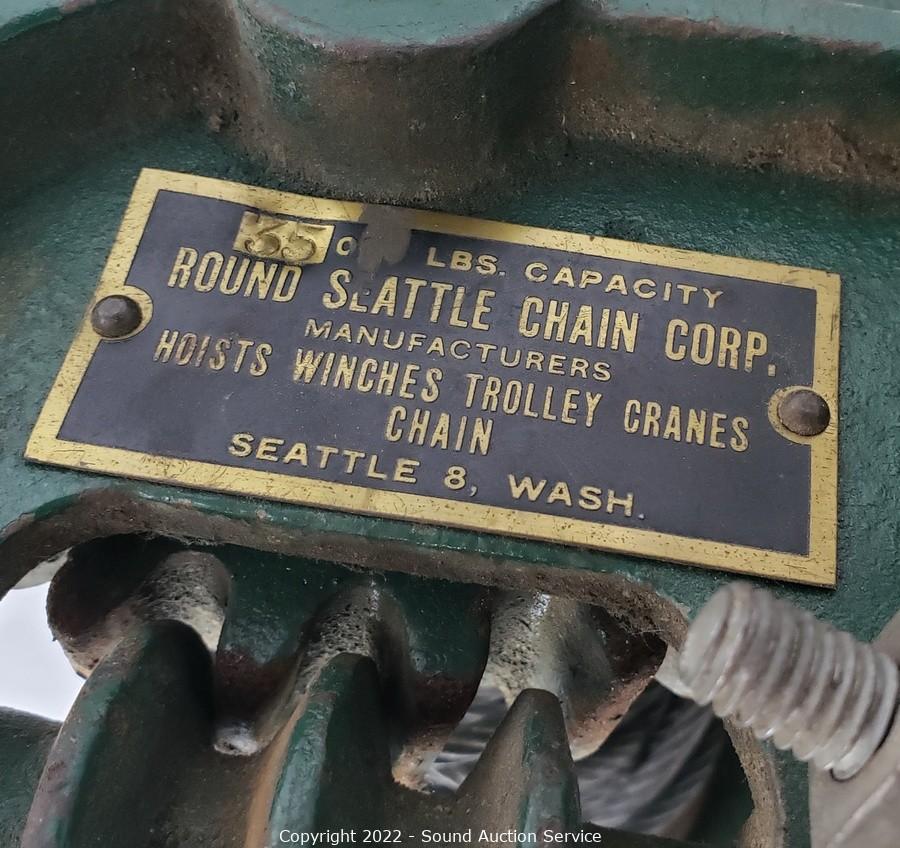 35 0 LBS. CAPACITY
ROUND SEATTLE CHAIN CORP.
MANUFACTURERS
HOISTS WINCHES TROLLEY CRANES
CHAIN
SEATTLE 8, WASH.
Copyright 2022 - Sound Auction Service